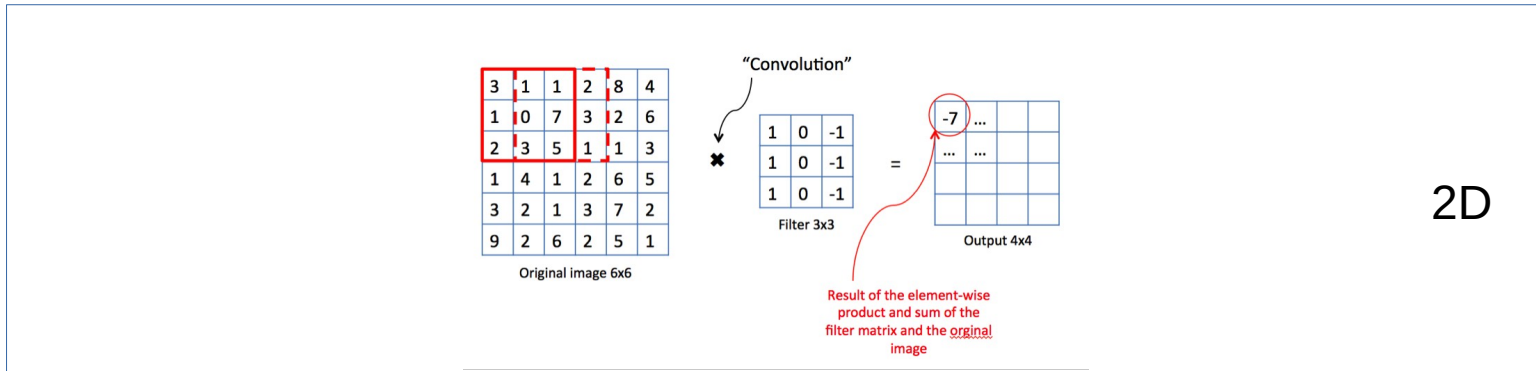 “Convolution”
3 1 1 2 8 4
1 0 7 3 2 6
2 3 5 1 1 3
1 4 1 2 6 5
3 2 1 3 7 2
9 2 6 2 5 1
Original image 6x6
✖
1 0 -1
1 0 -1
1 0 -1
Filter 3x3
=
-7 ...
... ...
Output 4x4
Result of the element-wise
product and sum of the
filter matrix and the orginal
image
2D